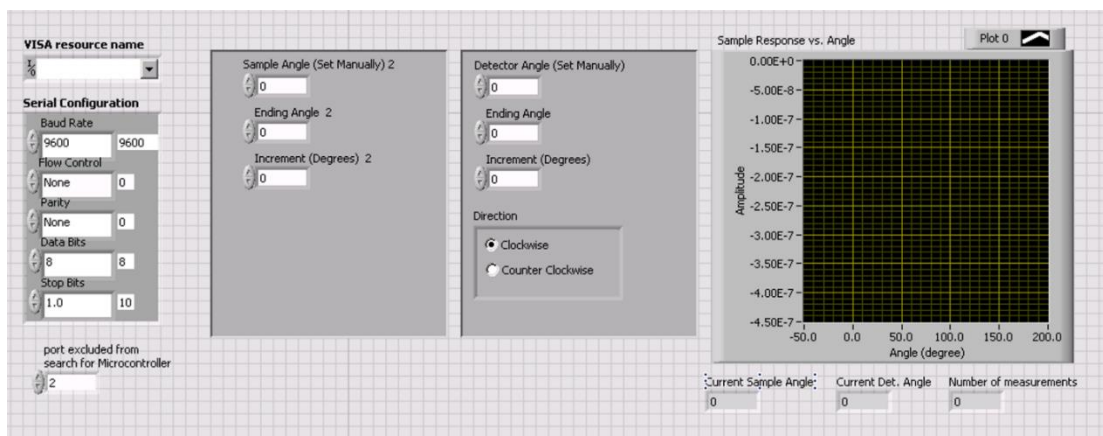 VISA resource name
I/O
Serial Configuration
Baud Rate
9600 9600
Flow Control
None 0
Parity
None 0
Data Bits
8 8
Stop Bits
1.0 10
port excluded from
search for Microcontroller
2
Sample Angle (Set Manually) 2
0
Ending Angle 2
0
Increment (Degrees) 2
0
Detector Angle (Set Manually)
0
Ending Angle
0
Increment (Degrees)
0
Direction
Clockwise
Counter Clockwise
Sample Response vs. Angle
Plot 0
Amplitude
0.00E+0
-5.00E-8
-1.00E-7
-1.50E-7
-2.00E-7
-2.50E-7
-3.00E-7
-3.50E-7
-4.00E-7
-4.50E-7
-50.0 0.0 50.0 100.0 150.0 200.0
Angle (degree)
Current Sample Angle
0
Current Det. Angle
0
Number of measurements
0